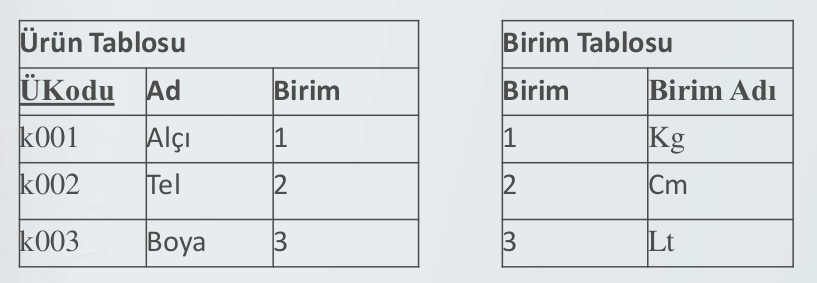 Ürün Tablosu
ÜKodu Ad Birim
k001 Alçı 1
k002 Tel 2
k003 Boya 3
Birim Tablosu
Birim Birim Adı
1 Kg
2 Cm
3 Lt